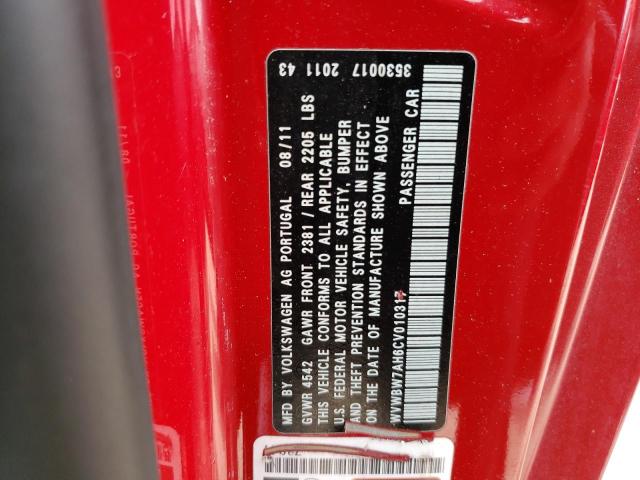 3530017 2011 43
MFD BY VOLKSWAGEN AG PORTUGAL 08/11
GVWR 4542 GAWR FRONT 2381/REAR 2205 LBS
THIS VEHICLE CONFORMS TO ALL APPLICABLE
U.S. FEDERAL MOTOR VEHICLE SAFETY, BUMPER
AND THEFT PREVENTION STANDARDS IN EFFECT
ON THE DATE OF MANUFACTURE SHOWN ABOVE
WVWBW7AH6CV010317 PASSENGER CAR